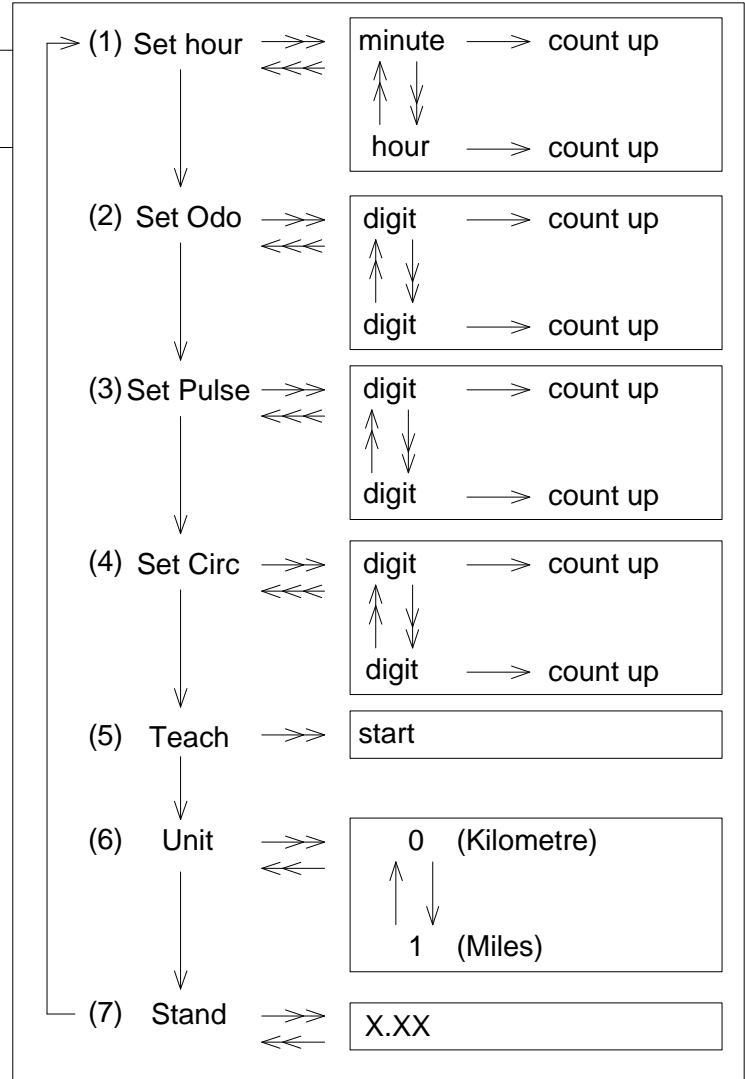 (1) Set hour minute count up
hour count up
(2) Set Odo digit count up
digit count up
(3) Set Pulse digit count up
digit count up
(4) Set Circ digit count up
digit count up
(5) Teach start
(6) Unit 0 (Kilometre)
1 (Miles)
(7) Stand X.XX